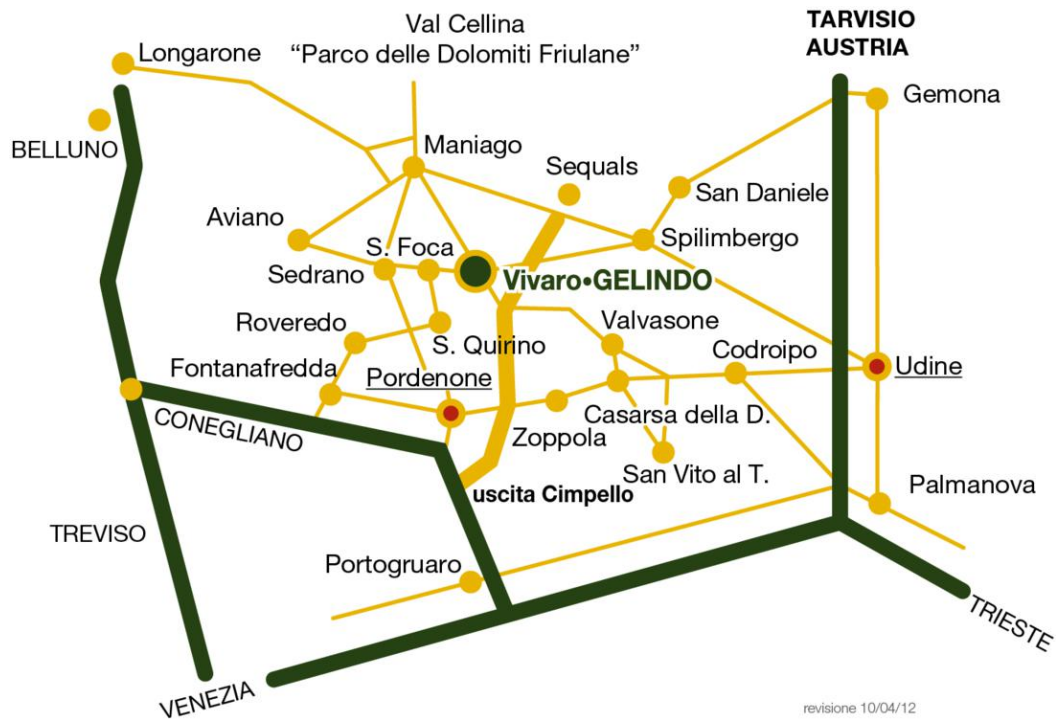 TARVISIO
AUSTRIA
Val Cellina
“Parco delle Dolomiti Friulane”
Longarone
Gemona
BELLUNO
Maniago
Sequals
San Daniele
Aviano
S. Foca
Spilimbergo
Sedrano
Vivaro•GELINDO
Roveredo
Valvasone
S. Quirino
Codroipo
Fontanafredda
Pordenone
Udine
CONEGLIANO
Casarsa della D.
Zoppola
San Vito al T.
uscita Cimpello
Palmanova
TREVISO
Portogruaro
TRIESTE
VENEZIA
revisione 10/04/12